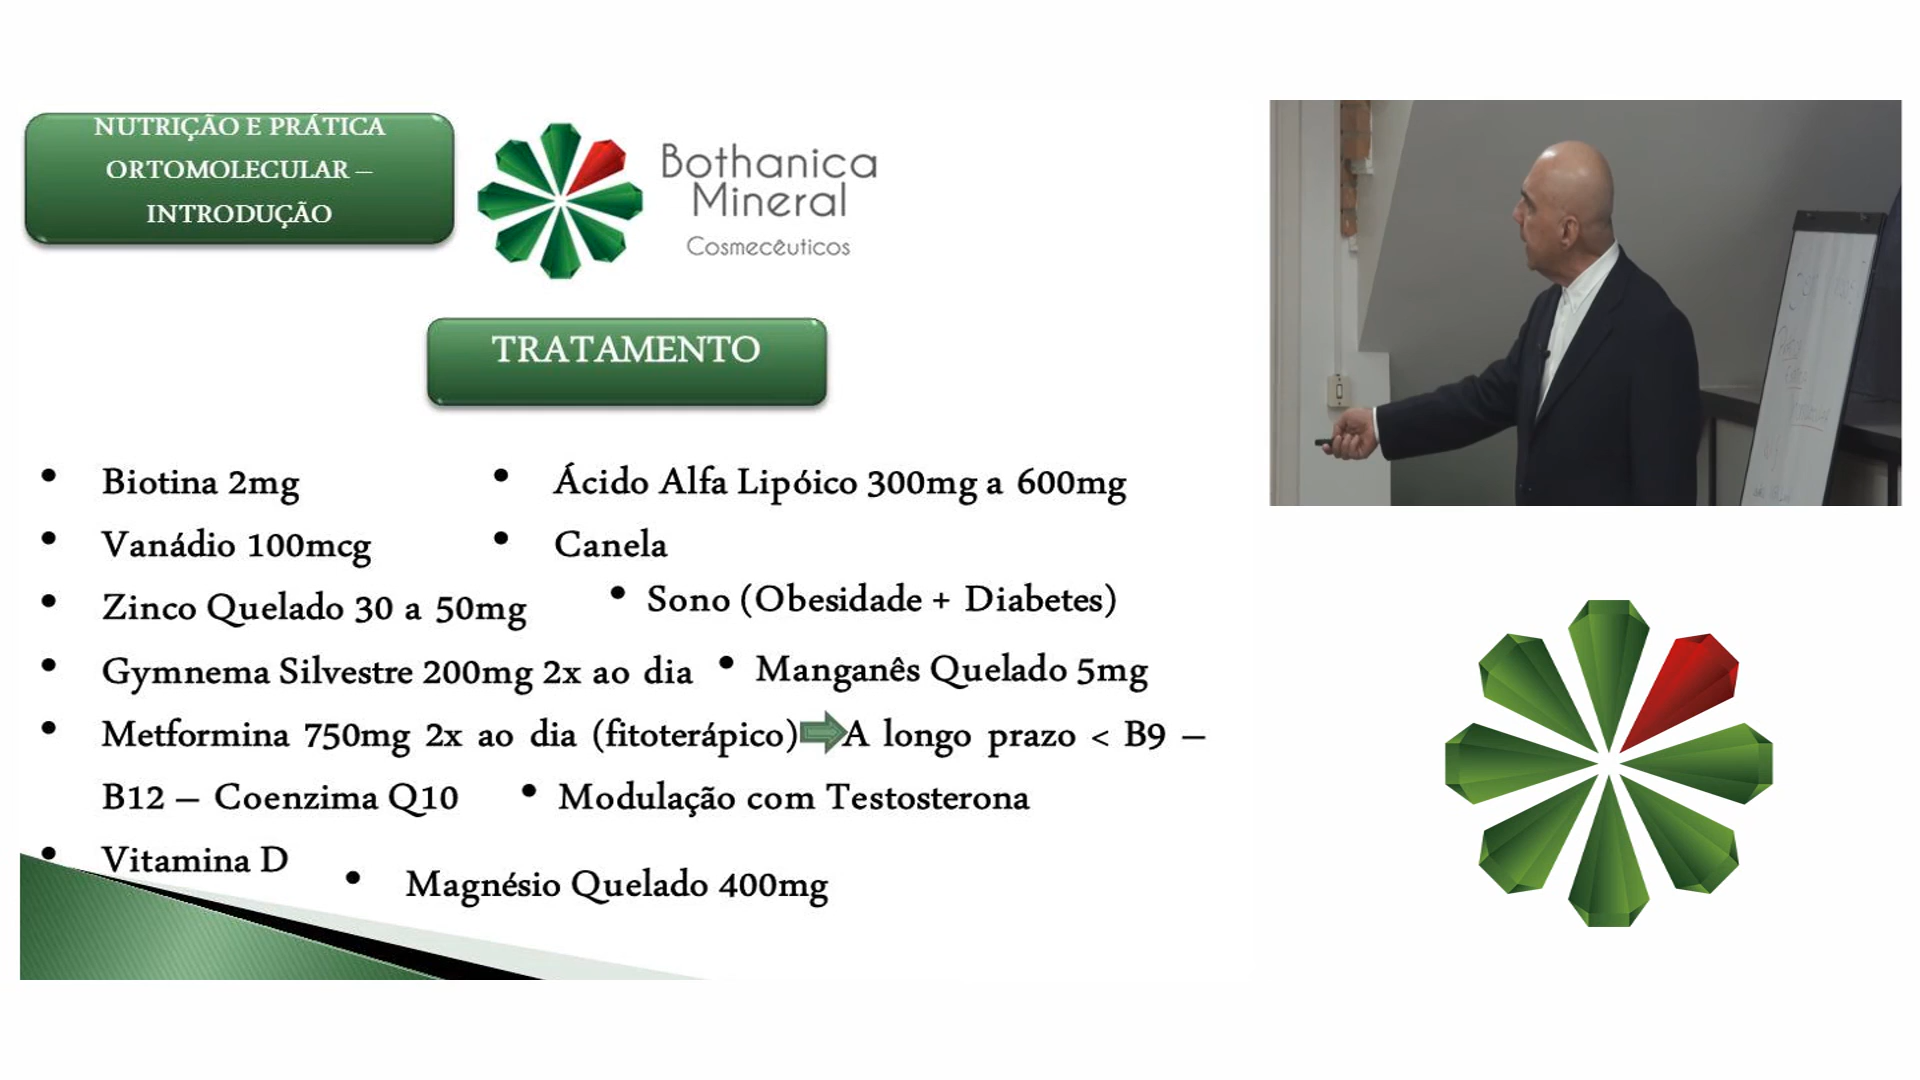 NUTRIÇÃO E PRÁTICA
ORTOMOLECULAR –
INTRODUÇÃO
Bothanica
Mineral
Cosmecêuticos
TRATAMENTO
• Biotina 2mg
• Ácido Alfa Lipóico 300mg a 600mg
• Vanádio 100mcg
• Canela
• Zinco Quelado 30 a 50mg
• Sono (Obesidade + Diabetes)
• Gymnema Silvestre 200mg 2x ao dia
• Manganês Quelado 5mg
• Metformina 750mg 2x ao dia (fitoterápico) A longo prazo < B9 –
B12 – Coenzima Q10
• Modulação com Testosterona
• Vitamina D
• Magnésio Quelado 400mg